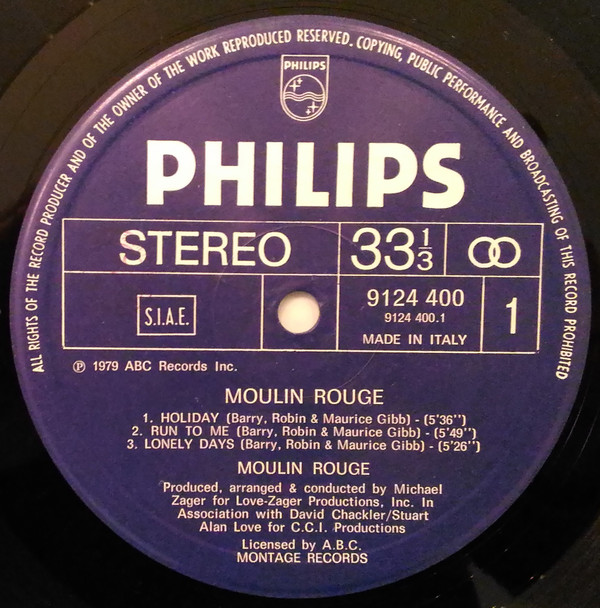 ALL RIGHTS OF THE RECORD PRODUCER AND OF THE OWNER OF THE WORK REPRODUCED RESERVED. COPYING, PUBLIC PERFORMANCE AND BROADCASTING OF THIS RECORD PROHIBITED
PHILIPS
PHILIPS
STEREO 33 1/3
S.I.A.E. 9124 400 1
9124 400.1
MADE IN ITALY
℗ 1979 ABC Records Inc.
MOULIN ROUGE
1. HOLIDAY (Barry, Robin & Maurice Gibb) - (5'36'')
2. RUN TO ME (Barry, Robin & Maurice Gibb) - (5'49'')
3. LONELY DAYS (Barry, Robin & Maurice Gibb) - (5'26'')
MOULIN ROUGE
Produced, arranged & conducted by Michael
Zager for Love-Zager Productions, Inc. In
Association with David Chackler/Stuart
Alan Love for C.C.I. Productions
Licensed by A.B.C.
MONTAGE RECORDS